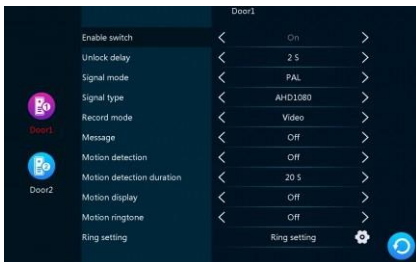 Door1
Enable switch < On >
Unlock delay < 2 S >
Signal mode < PAL >
Signal type < AHD1080 >
Record mode < Video >
Message < Off >
Motion detection < Off >
Motion detection duration < 20 S >
Motion display < Off >
Motion ringtone < Off >
Ring setting Ring setting
Door1
Door2